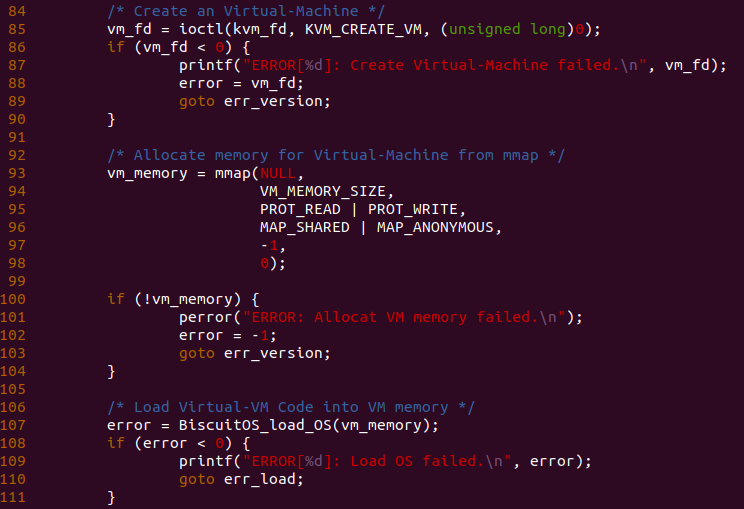 84 /* Create an Virtual-Machine */
85 vm_fd = ioctl(kvm_fd, KVM_CREATE_VM, (unsigned long)0);
86 if (vm_fd < 0) {
87 printf("ERROR[%d]: Create Virtual-Machine failed.\n", vm_fd);
88 error = vm_fd;
89 goto err_version;
90 }
91
92 /* Allocate memory for Virtual-Machine from mmap */
93 vm_memory = mmap(NULL,
94 VM_MEMORY_SIZE,
95 PROT_READ | PROT_WRITE,
96 MAP_SHARED | MAP_ANONYMOUS,
97 -1,
98 0);
99
100 if (!vm_memory) {
101 perror("ERROR: Allocat VM memory failed.\n");
102 error = -1;
103 goto err_version;
104 }
105
106 /* Load Virtual-VM Code into VM memory */
107 error = BiscuitOS_load_OS(vm_memory);
108 if (error < 0) {
109 printf("ERROR[%d]: Load OS failed.\n", error);
110 goto err_load;
111 }